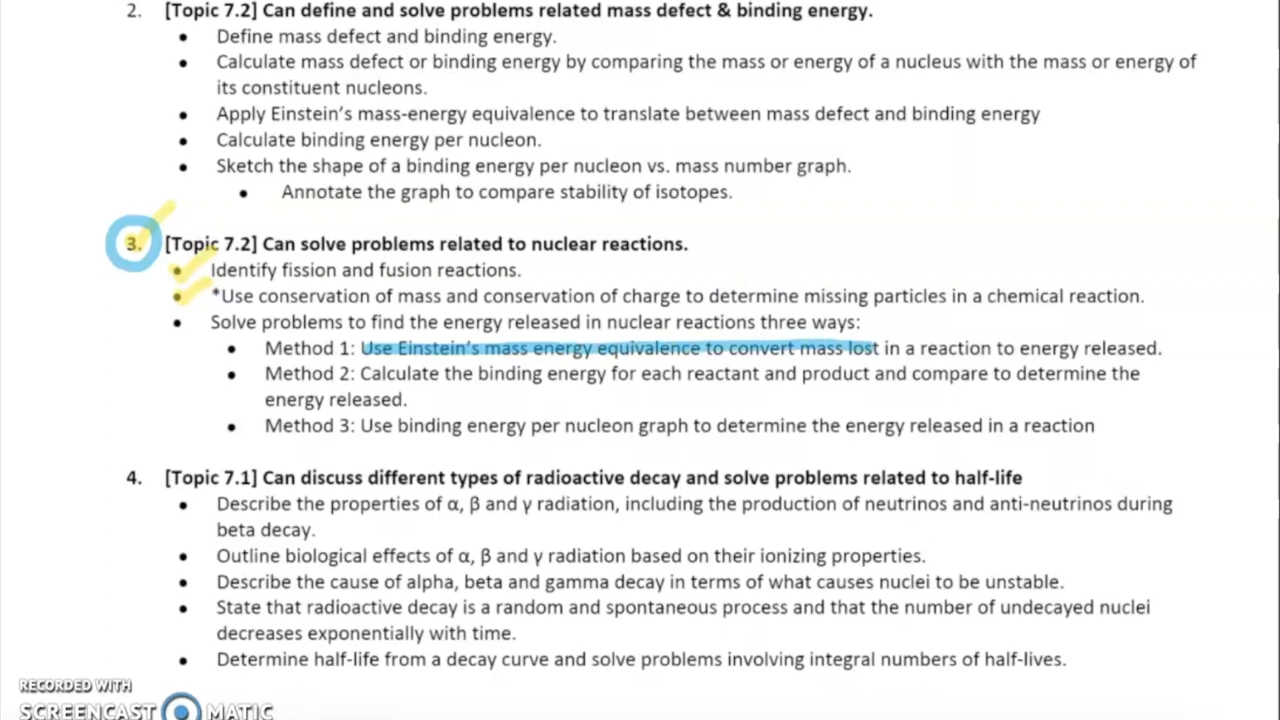 2. [Topic 7.2] Can define and solve problems related mass defect & binding energy.
• Define mass defect and binding energy.
• Calculate mass defect or binding energy by comparing the mass or energy of a nucleus with the mass or energy of
its constituent nucleons.
• Apply Einstein's mass-energy equivalence to translate between mass defect and binding energy
• Calculate binding energy per nucleon.
• Sketch the shape of a binding energy per nucleon vs. mass number graph.
• Annotate the graph to compare stability of isotopes.
3. [Topic 7.2] Can solve problems related to nuclear reactions.
• Identify fission and fusion reactions.
• *Use conservation of mass and conservation of charge to determine missing particles in a chemical reaction.
• Solve problems to find the energy released in nuclear reactions three ways:
• Method 1: Use Einstein's mass energy equivalence to convert mass lost in a reaction to energy released.
• Method 2: Calculate the binding energy for each reactant and product and compare to determine the
energy released.
• Method 3: Use binding energy per nucleon graph to determine the energy released in a reaction
4. [Topic 7.1] Can discuss different types of radioactive decay and solve problems related to half-life
• Describe the properties of α, β and γ radiation, including the production of neutrinos and anti-neutrinos during
beta decay.
• Outline biological effects of α, β and γ radiation based on their ionizing properties.
• Describe the cause of alpha, beta and gamma decay in terms of what causes nuclei to be unstable.
• State that radioactive decay is a random and spontaneous process and that the number of undecayed nuclei
decreases exponentially with time.
• Determine half-life from a decay curve and solve problems involving integral numbers of half-lives.
RECORDED WITH
SCREENCAST MATIC